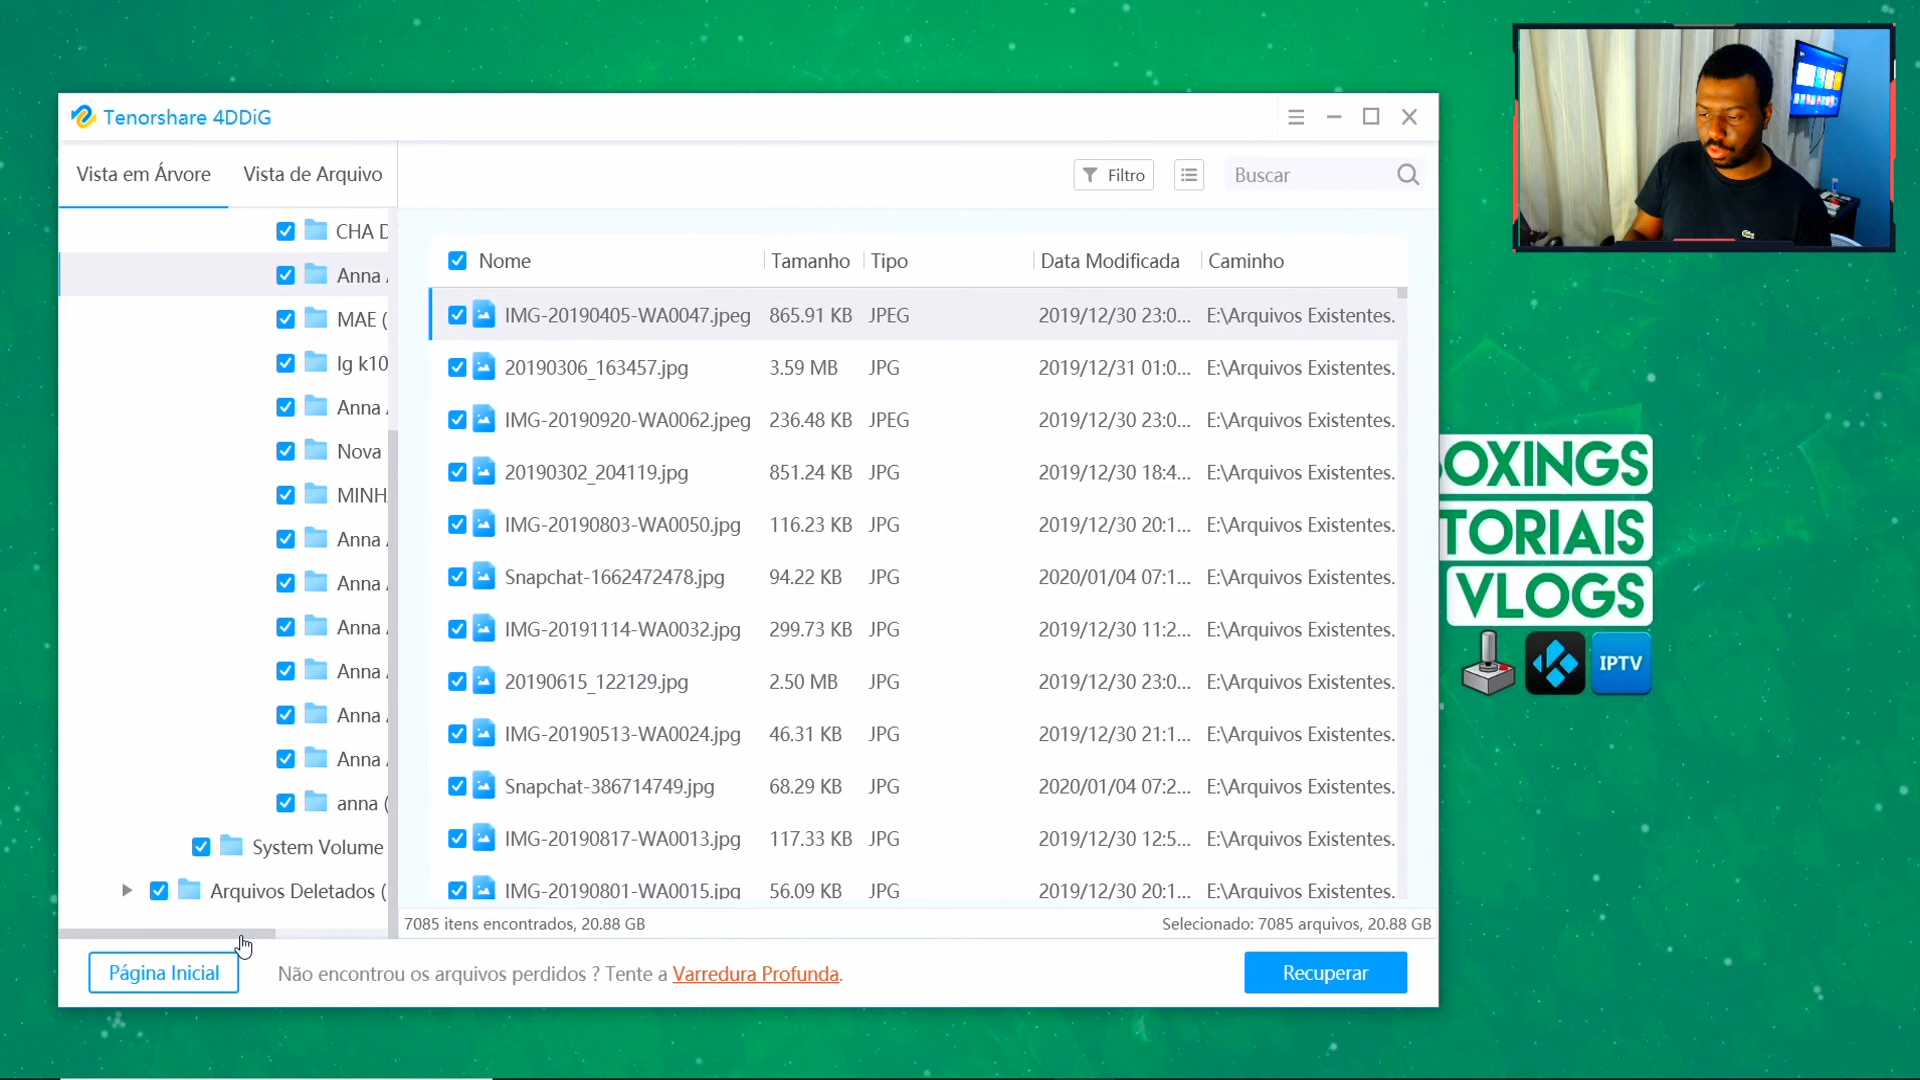 Tenorshare 4DDiG
Vista em Árvore
Vista de Arquivo
Filtro
Buscar
CHA
Anna
MAE (
lg k10
Anna
Nova
MINH
Anna
Anna
Anna
Anna
Anna
Anna
anna (
System Volume
Arquivos Deletados (
Nome Tamanho Tipo Data Modificada Caminho
IMG-20190405-WA0047.jpeg 865.91 KB JPEG 2019/12/30 23:0... E:\Arquivos Existentes.
20190306_163457.jpg 3.59 MB JPG 2019/12/31 01:0... E:\Arquivos Existentes.
IMG-20190920-WA0062.jpeg 236.48 KB JPEG 2019/12/30 23:0... E:\Arquivos Existentes.
20190302_204119.jpg 851.24 KB JPG 2019/12/30 18:4... E:\Arquivos Existentes.
IMG-20190803-WA0050.jpg 116.23 KB JPG 2019/12/30 20:1... E:\Arquivos Existentes.
Snapchat-1662472478.jpg 94.22 KB JPG 2020/01/04 07:1... E:\Arquivos Existentes.
IMG-20191114-WA0032.jpg 299.73 KB JPG 2019/12/30 11:2... E:\Arquivos Existentes.
20190615_122129.jpg 2.50 MB JPG 2019/12/30 23:0... E:\Arquivos Existentes.
IMG-20190513-WA0024.jpg 46.31 KB JPG 2019/12/30 21:1... E:\Arquivos Existentes.
Snapchat-386714749.jpg 68.29 KB JPG 2020/01/04 07:2... E:\Arquivos Existentes.
IMG-20190817-WA0013.jpg 117.33 KB JPG 2019/12/30 12:5... E:\Arquivos Existentes.
IMG-20190801-WA0015.jpg 56.09 KB JPG 2019/12/30 20:1... E:\Arquivos Existentes.
7085 itens encontrados, 20.88 GB
Selecionado: 7085 arquivos, 20.88 GB
Página Inicial
Não encontrou os arquivos perdidos ? Tente a Varredura Profunda.
Recuperar
OXINGS
TORIAIS
VLOGS
IPTV